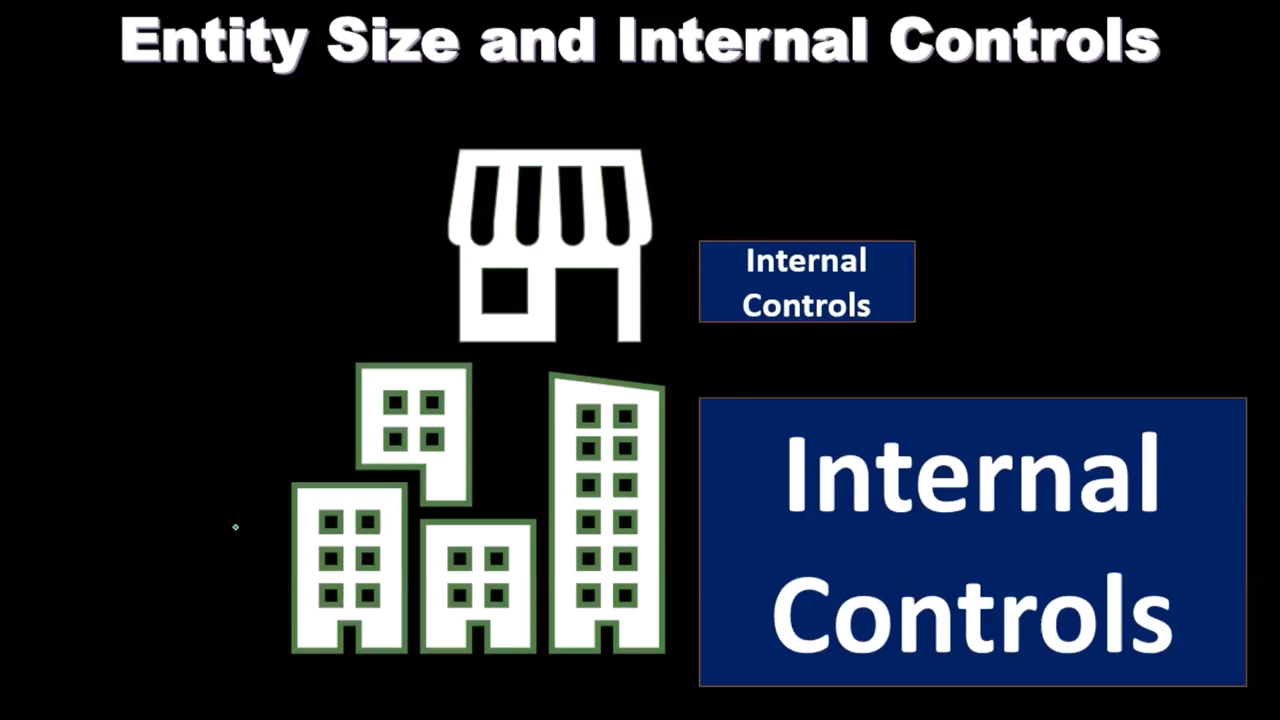 Entity Size and Internal Controls
Internal
Controls
Internal
Controls